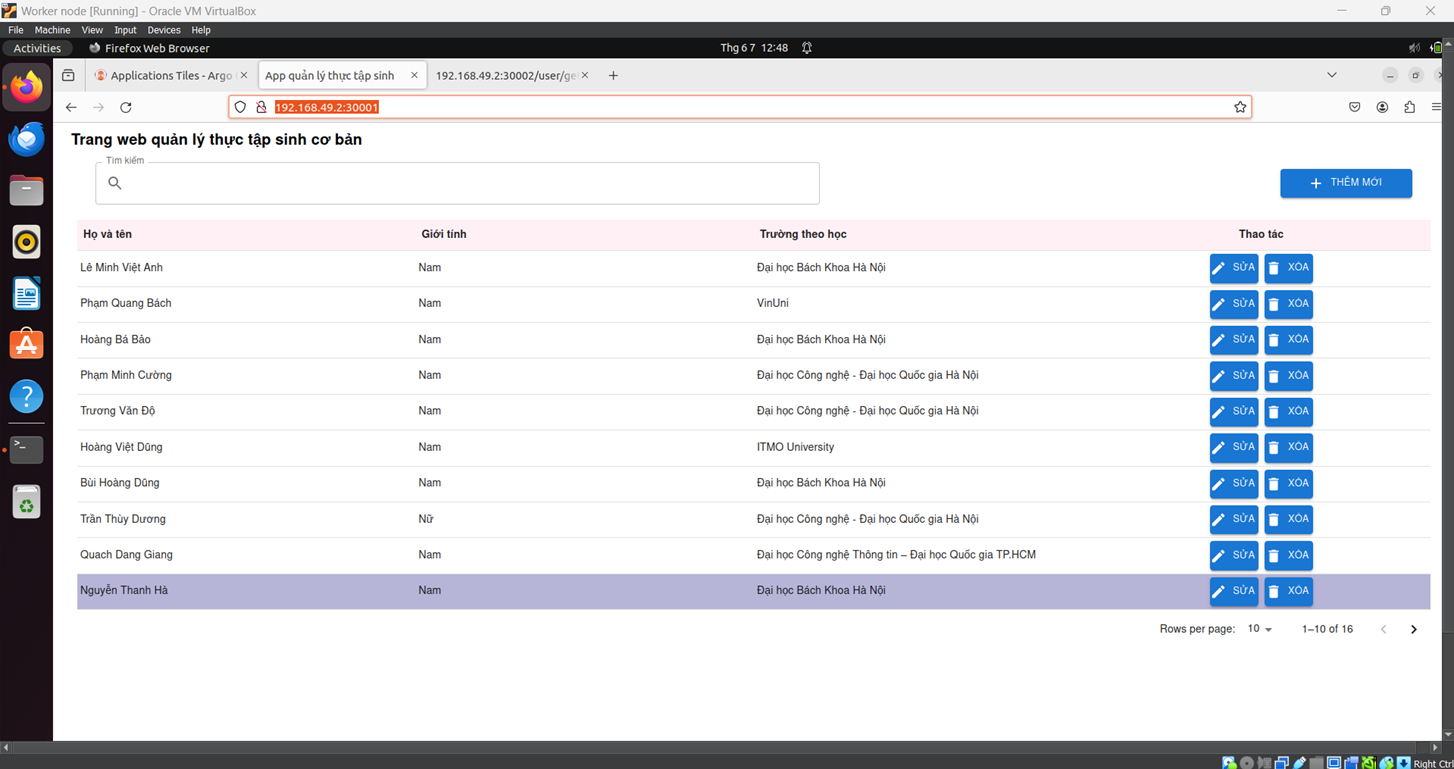 Worker node [Running] - Oracle VM VirtualBox
File Machine View Input Devices Help
Activities Firefox Web Browser Thg 6 7 12:48
Applications Tiles - Argo App quản lý thực tập sinh 192.168.49.2:30002/user/ge
192.168.49.2:30001
Trang web quản lý thực tập sinh cơ bản
Tìm kiếm
THÊM MỚI
Họ và tên Giới tính Trường theo học Thao tác
Lê Minh Việt Anh Nam Đại học Bách Khoa Hà Nội SỬA XÓA
Phạm Quang Bách Nam VinUni SỬA XÓA
Hoàng Bá Bảo Nam Đại học Bách Khoa Hà Nội SỬA XÓA
Phạm Minh Cường Nam Đại học Công nghệ - Đại học Quốc gia Hà Nội SỬA XÓA
Trương Văn Độ Nam Đại học Công nghệ - Đại học Quốc gia Hà Nội SỬA XÓA
Hoàng Việt Dũng Nam ITMO University SỬA XÓA
Bùi Hoàng Dũng Nam Đại học Bách Khoa Hà Nội SỬA XÓA
Trần Thùy Dương Nữ Đại học Công nghệ - Đại học Quốc gia Hà Nội SỬA XÓA
Quach Dang Giang Nam Đại học Công nghệ Thông tin – Đại học Quốc gia TP.HCM SỬA XÓA
Nguyễn Thanh Hà Nam Đại học Bách Khoa Hà Nội SỬA XÓA
Rows per page: 10 1–10 of 16
Right Ctrl